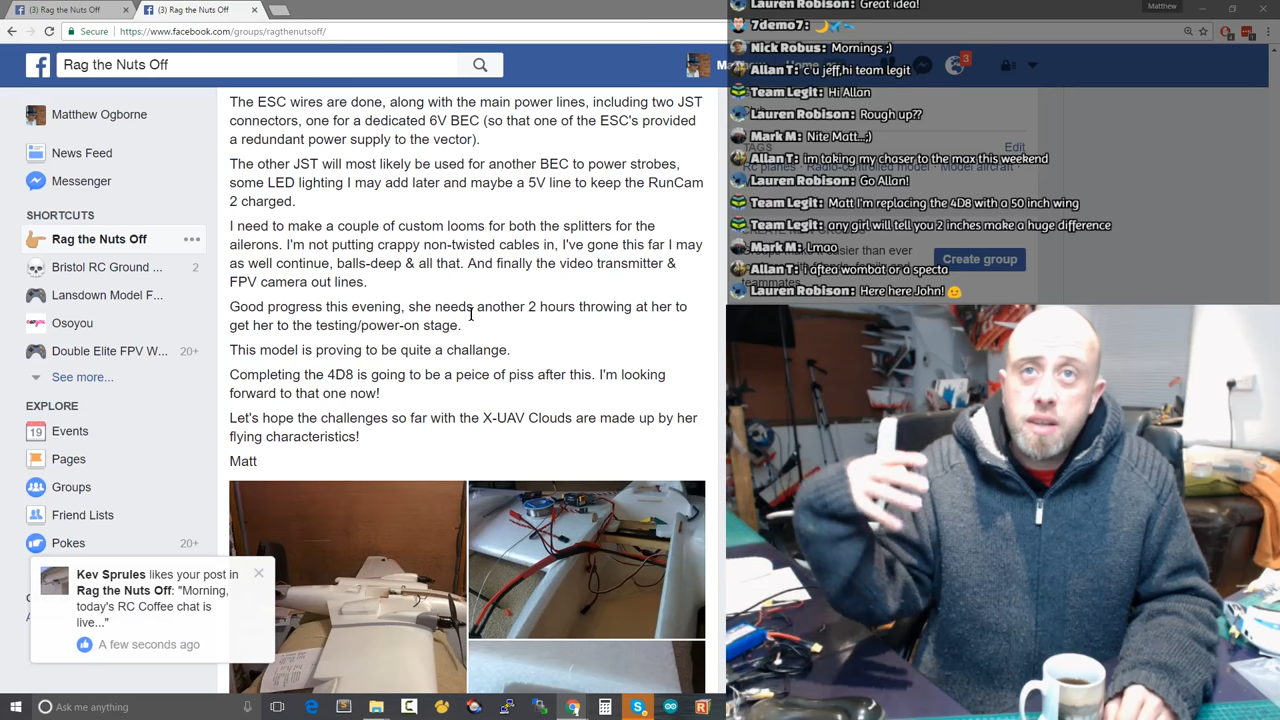 (3) Rag the Nuts Off
(3) Rag the Nuts Off
Matthew
Secure
https://www.facebook.com/groups/ragthenutsoff/
Rag the Nuts Off
3
Matthew Ogborne
News Feed
Messenger
SHORTCUTS
Rag the Nuts Off
Bristol RC Ground ...
2
Lansdown Model F...
Osoyou
Double Elite FPV W...
20+
See more...
EXPLORE
Events
19
Pages
Groups
Friend Lists
Pokes
20+
Kev Sprules likes your post in
Rag the Nuts Off: "Morning,
today's RC Coffee chat is
live..."
A few seconds ago
The ESC wires are done, along with the main power lines, including two JST
connectors, one for a dedicated 6V BEC (so that one of the ESC's provided
a redundant power supply to the vector).
The other JST will most likely be used for another BEC to power strobes,
some LED lighting I may add later and maybe a 5V line to keep the RunCam
2 charged.
I need to make a couple of custom looms for both the splitters for the
ailerons. I'm not putting crappy non-twisted cables in, I've gone this far I may
as well continue, balls-deep & all that. And finally the video transmitter &
FPV camera out lines.
Good progress this evening, she needs another 2 hours throwing at her to
get her to the testing/power-on stage.
This model is proving to be quite a challange.
Completing the 4D8 is going to be a peice of piss after this. I'm looking
forward to that one now!
Let's hope the challenges so far with the X-UAV Clouds are made up by her
flying characteristics!
Matt
Lauren Robison: Great idea!
7demo7:
Nick Robus: Mornings ;)
Allan T: c u jeff,hi team legit
Team Legit: Hi Allan
Lauren Robison: Rough up??
Mark M: Nite Matt...;)
Allan T: im taking my chaser to the max this weekend
Lauren Robison: Go Allan!
Team Legit: Matt I'm replacing the 4D8 with a 50 inch wing
Team Legit: any girl will tell you 2 inches make a huge difference
Mark M: Lmao
Allan T: i aftea wombat or a specta
Lauren Robison: Here here John!
TAGS
Edit
Rc planes · Radio-controlled model · Model aircraft
Create group
Ask me anything